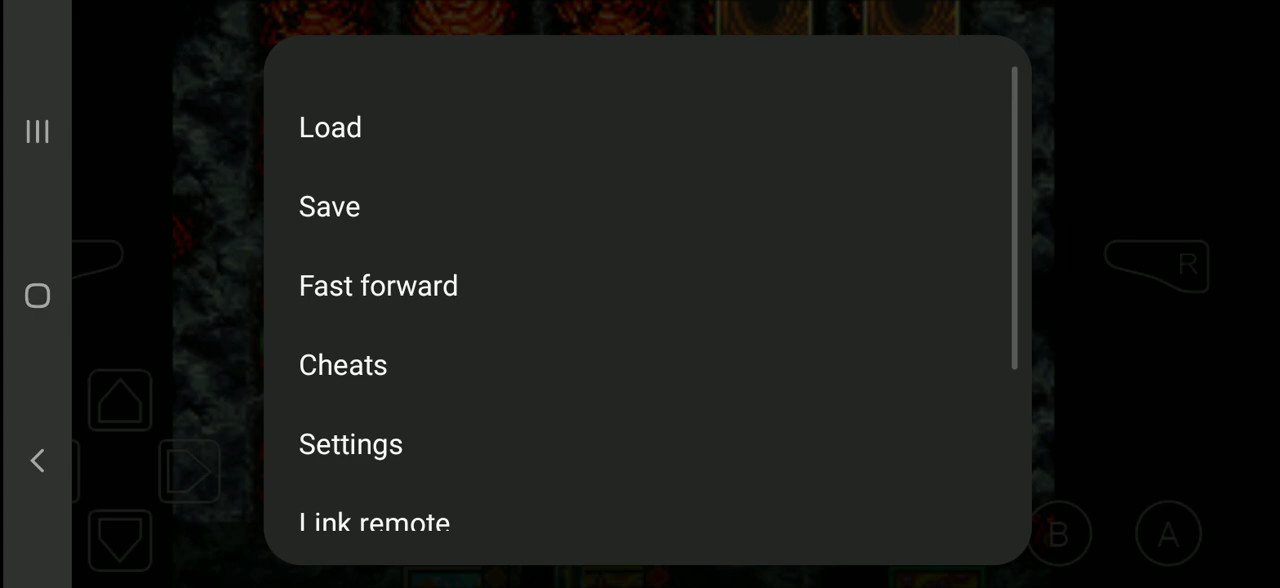 Load
Save
Fast forward
Cheats
Settings
Link remote
R
B
A